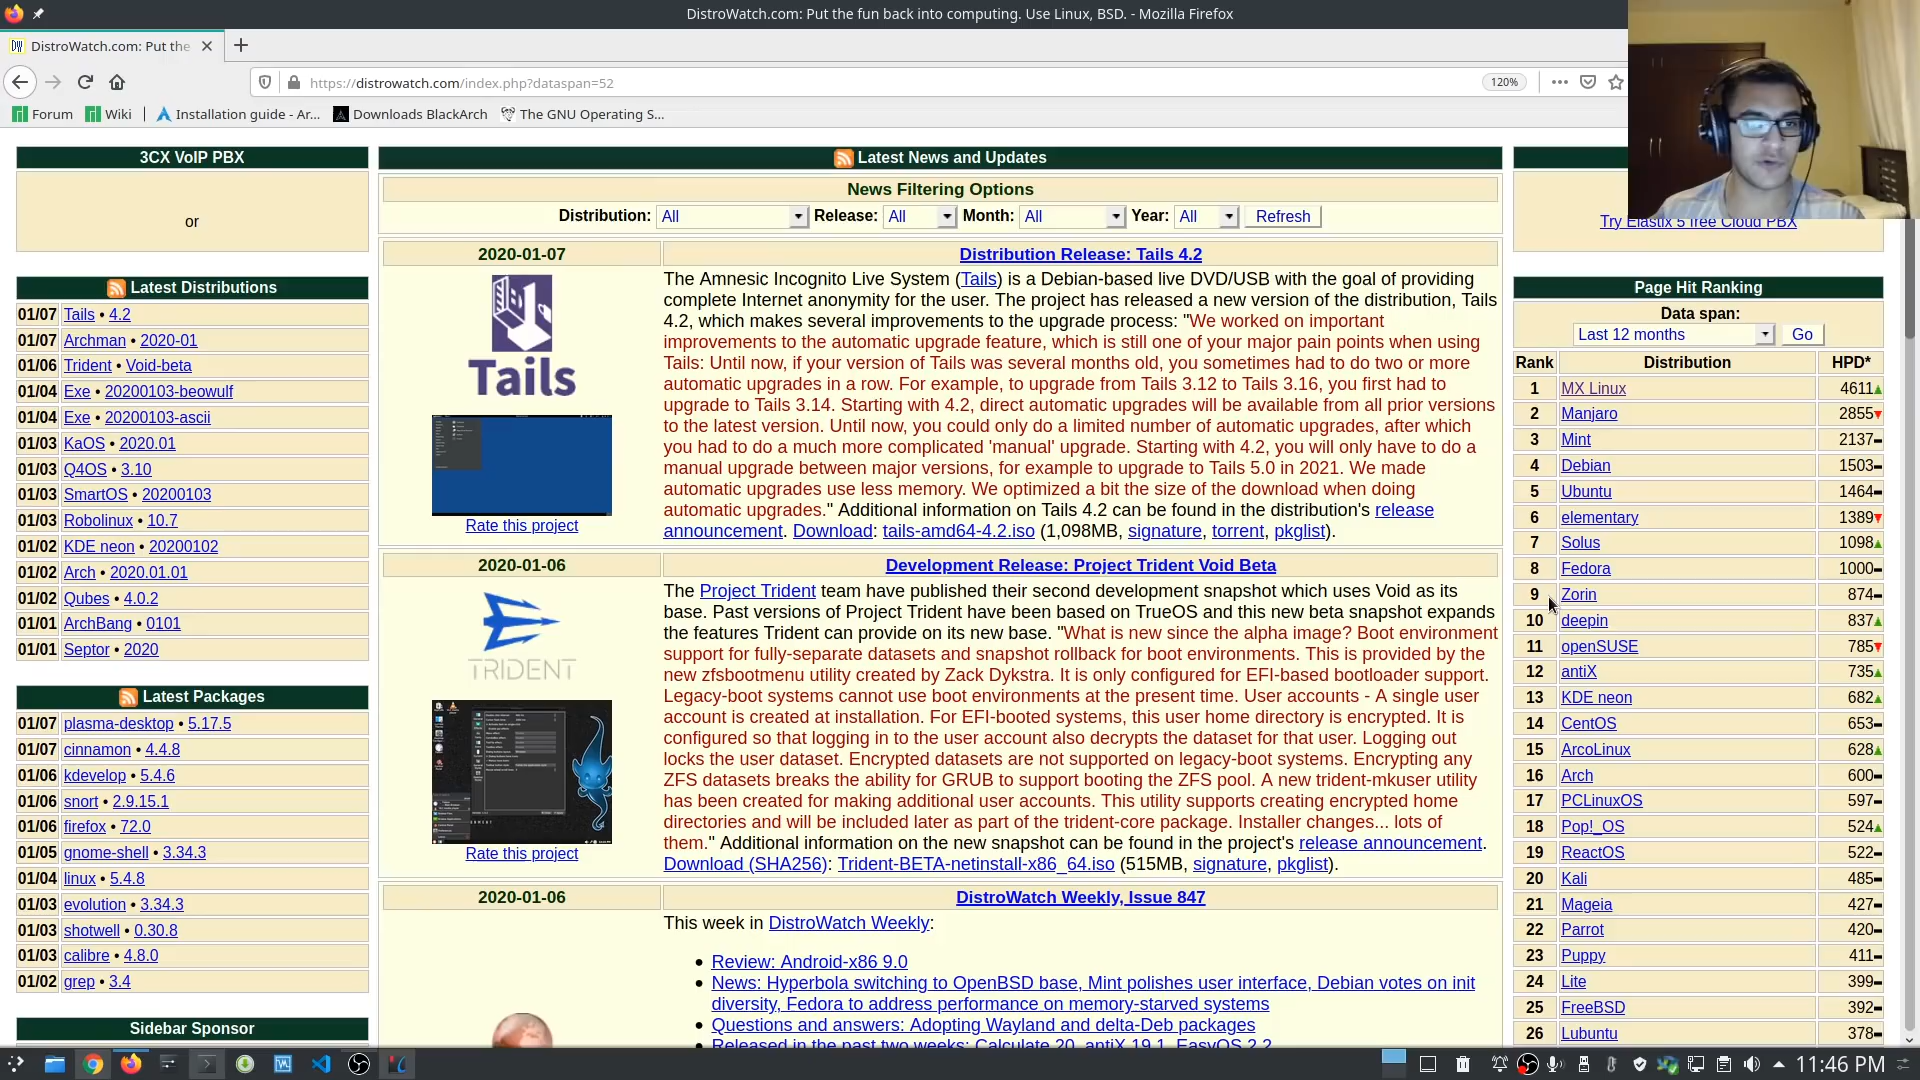 DistroWatch.com: Put the fun back into computing. Use Linux, BSD. - Mozilla Firefox
DistroWatch.com: Put the
https://distrowatch.com/index.php?dataspan=52
120%
Forum
Wiki
Installation guide - Ar...
Downloads BlackArch
The GNU Operating S...
3CX VoIP PBX
or
Latest Distributions
01/07 Tails • 4.2
01/07 Archman • 2020-01
01/06 Trident • Void-beta
01/04 Exe • 20200103-beowulf
01/04 Exe • 20200103-ascii
01/03 KaOS • 2020.01
01/03 Q4OS • 3.10
01/03 SmartOS • 20200103
01/03 Robolinux • 10.7
01/02 KDE neon • 20200102
01/02 Arch • 2020.01.01
01/02 Qubes • 4.0.2
01/01 ArchBang • 0101
01/01 Septor • 2020
Latest Packages
01/07 plasma-desktop • 5.17.5
01/07 cinnamon • 4.4.8
01/06 kdevelop • 5.4.6
01/06 snort • 2.9.15.1
01/06 firefox • 72.0
01/05 gnome-shell • 3.34.3
01/04 linux • 5.4.8
01/03 evolution • 3.34.3
01/03 shotwell • 0.30.8
01/03 calibre • 4.8.0
01/02 grep • 3.4
Sidebar Sponsor
Latest News and Updates
News Filtering Options
Distribution: All Release: All Month: All Year: All Refresh
2020-01-07
Distribution Release: Tails 4.2
Tails
Rate this project
The Amnesic Incognito Live System (Tails) is a Debian-based live DVD/USB with the goal of providing
complete Internet anonymity for the user. The project has released a new version of the distribution, Tails
4.2, which makes several improvements to the upgrade process: "We worked on important
improvements to the automatic upgrade feature, which is still one of your major pain points when using
Tails: Until now, if your version of Tails was several months old, you sometimes had to do two or more
automatic upgrades in a row. For example, to upgrade from Tails 3.12 to Tails 3.16, you first had to
upgrade to Tails 3.14. Starting with 4.2, direct automatic upgrades will be available from all prior versions
to the latest version. Until now, you could only do a limited number of automatic upgrades, after which
you had to do a much more complicated 'manual' upgrade. Starting with 4.2, you will only have to do a
manual upgrade between major versions, for example to upgrade to Tails 5.0 in 2021. We made
automatic upgrades use less memory. We optimized a bit the size of the download when doing
automatic upgrades." Additional information on Tails 4.2 can be found in the distribution's release
announcement. Download: tails-amd64-4.2.iso (1,098MB, signature, torrent, pkglist).
2020-01-06
Development Release: Project Trident Void Beta
TRIDENT
Rate this project
The Project Trident team have published their second development snapshot which uses Void as its
base. Past versions of Project Trident have been based on TrueOS and this new beta snapshot expands
the features Trident can provide on its new base. "What is new since the alpha image? Boot environment
support for fully-separate datasets and snapshot rollback for boot environments. This is provided by the
new zfsbootmenu utility created by Zack Dykstra. It is only configured for EFI-based bootloader support.
Legacy-boot systems cannot use boot environments at the present time. User accounts - A single user
account is created at installation. For EFI-booted systems, this user home directory is encrypted. It is
configured so that logging in to the user account also decrypts the dataset for that user. Logging out
locks the user dataset. Encrypted datasets are not supported on legacy-boot systems. Encrypting any
ZFS datasets breaks the ability for GRUB to support booting the ZFS pool. A new trident-mkuser utility
has been created for making additional user accounts. This utility supports creating encrypted home
directories and will be included later as part of the trident-core package. Installer changes... lots of
them." Additional information on the new snapshot can be found in the project's release announcement.
Download (SHA256): Trident-BETA-netinstall-x86_64.iso (515MB, signature, pkglist).
2020-01-06
DistroWatch Weekly, Issue 847
This week in DistroWatch Weekly:
• Review: Android-x86 9.0
• News: Hyperbola switching to OpenBSD base, Mint polishes user interface, Debian votes on init
diversity, Fedora to address performance on memory-starved systems
• Questions and answers: Adopting Wayland and delta-Deb packages
• Released in the past two weeks: Calculate 20, antiX 19.1, EasyOS 2.2
Try Elastix 5 free Cloud PBX
Page Hit Ranking
Data span:
Last 12 months Go
Rank Distribution HPD*
1 MX Linux 4611
2 Manjaro 2855
3 Mint 2137
4 Debian 1503
5 Ubuntu 1464
6 elementary 1389
7 Solus 1098
8 Fedora 1000
9 Zorin 874
10 deepin 837
11 openSUSE 785
12 antiX 735
13 KDE neon 682
14 CentOS 653
15 ArcoLinux 628
16 Arch 600
17 PCLinuxOS 597
18 Pop!_OS 524
19 ReactOS 522
20 Kali 485
21 Mageia 427
22 Parrot 420
23 Puppy 411
24 Lite 399
25 FreeBSD 392
26 Lubuntu 378
11:46 PM